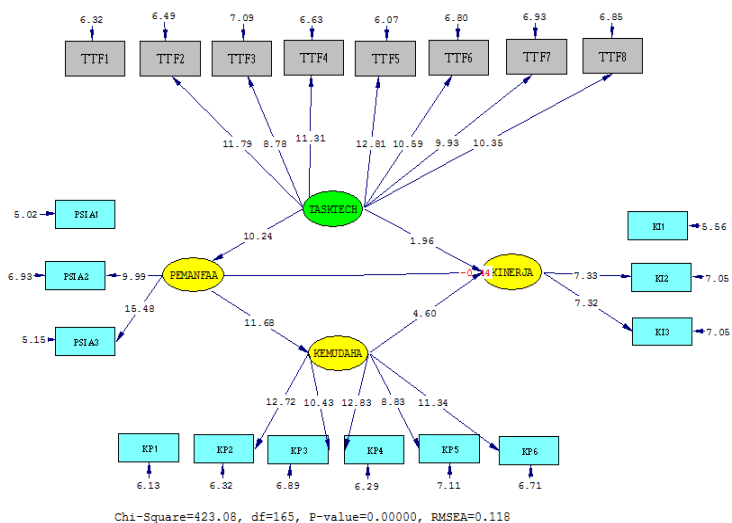 6.32 6.49 7.09 6.63 6.07 6.80 6.93 6.85
TTF1 TTF2 TTF3 TTF4 TTF5 TTF6 TTF7 TTF8
11.79 8.78 11.31 12.81 10.59 9.93 10.35
TASKTECH
5.02 PSIA1
10.24 1.96
KI1 5.56
6.93 PSIA2 9.99 PEMANFAA KINERJA 7.33 KI2 7.05
7.32
5.15 PSIA3 15.48 11.68 4.60 KI3 7.05
KEMUDAHA
12.72 10.43 12.83 8.83 11.34
KP1 KP2 KP3 KP4 KP5 KP6
6.13 6.32 6.89 6.29 7.11 6.71
Chi-Square=423.08, df=165, P-value=0.00000, RMSEA=0.118